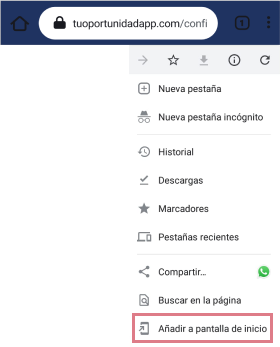 tuoportunidadapp.com/confi
1
Nueva pestaña
Nueva pestaña incógnito
Historial
Descargas
Marcadores
Pestañas recientes
Compartir...
Buscar en la página
Añadir a pantalla de inicio